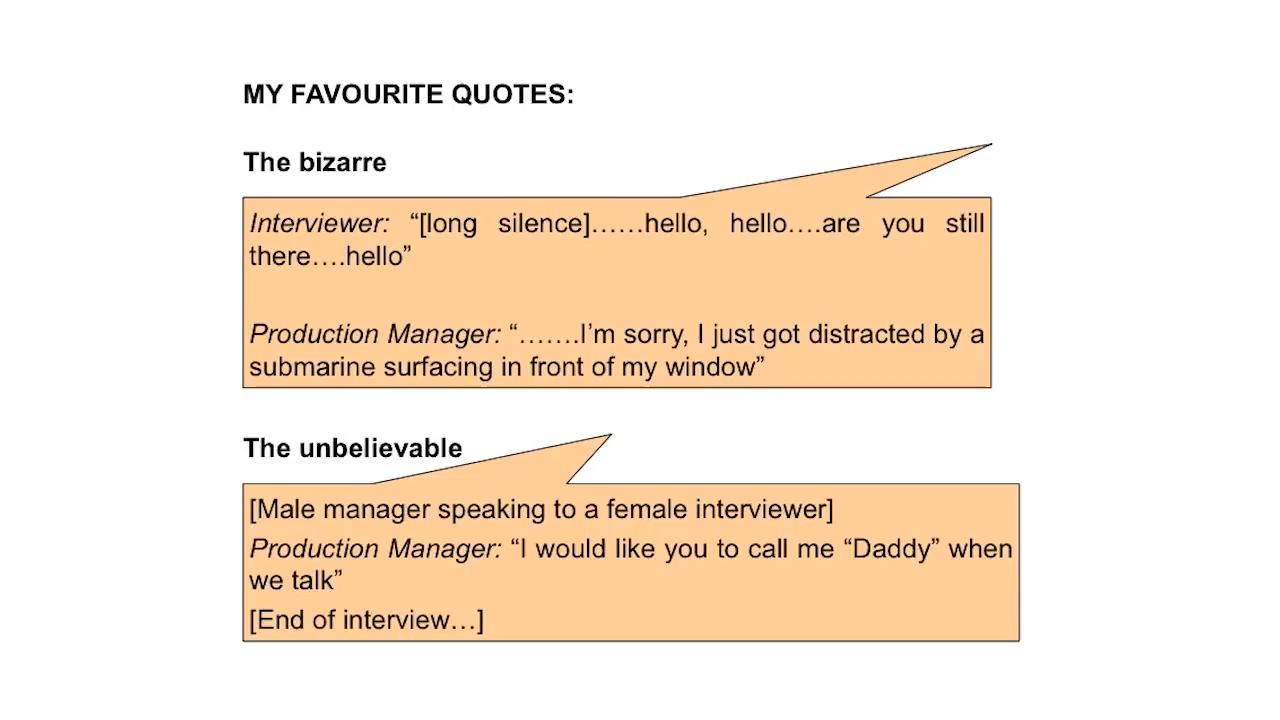 MY FAVOURITE QUOTES:
The bizarre
Interviewer: “[long silence]……hello, hello….are you still
there….hello”
Production Manager: “…….I’m sorry, I just got distracted by a
submarine surfacing in front of my window”
The unbelievable
[Male manager speaking to a female interviewer]
Production Manager: “I would like you to call me “Daddy” when
we talk”
[End of interview…]